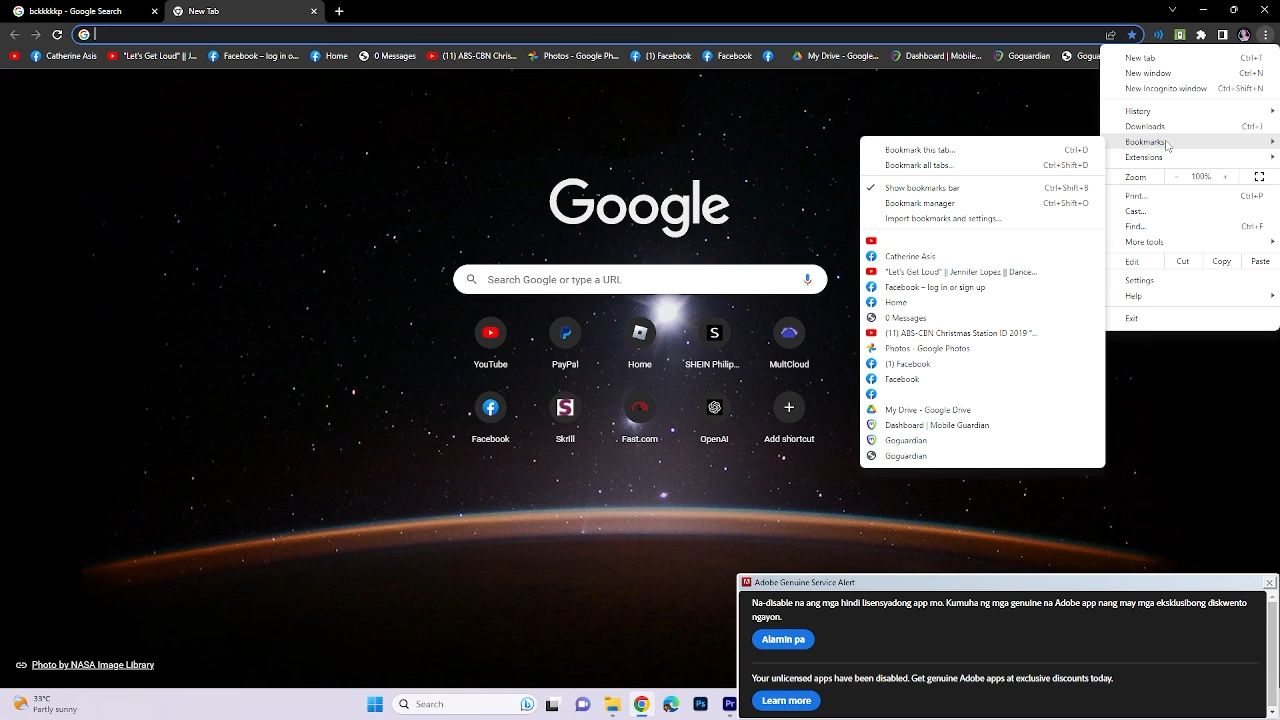 bckkkkkp - Google Search
New Tab
Catherine Asis
"Let's Get Loud" || J...
Facebook – log in o...
Home
0 Messages
(11) ABS-CBN Chris...
Photos - Google Ph...
(1) Facebook
Facebook
My Drive - Google...
Dashboard | Mobile...
Goguardian
Gogua
New tab Ctrl+T
New window Ctrl+N
New Incognito window Ctrl+Shift+N
History
Downloads Ctrl+J
Bookmarks
Extensions
Zoom - 100% +
Print... Ctrl+P
Cast...
Find... Ctrl+F
More tools
Edit Cut Copy Paste
Settings
Help
Exit
Bookmark this tab... Ctrl+D
Bookmark all tabs... Ctrl+Shift+D
Show bookmarks bar Ctrl+Shift+B
Bookmark manager Ctrl+Shift+O
Import bookmarks and settings...
Catherine Asis
"Let's Get Loud" || Jennifer Lopez || Dance...
Facebook – log in or sign up
Home
0 Messages
(11) ABS-CBN Christmas Station ID 2019 "...
Photos - Google Photos
(1) Facebook
Facebook
My Drive - Google Drive
Dashboard | Mobile Guardian
Goguardian
Goguardian
Google
Search Google or type a URL
YouTube
PayPal
Home
SHEIN Philip...
MultCloud
Facebook
Skrill
Fast.com
OpenAI
Add shortcut
Photo by NASA Image Library
Adobe Genuine Service Alert
Na-disable na ang mga hindi lisensyadong app mo. Kumuha ng mga genuine na Adobe app nang may mga eksklusibong diskwento
ngayon.
Alamin pa
Your unlicensed apps have been disabled. Get genuine Adobe apps at exclusive discounts today.
Learn more
33°C
Partly sunny
Search
Ps
Pr